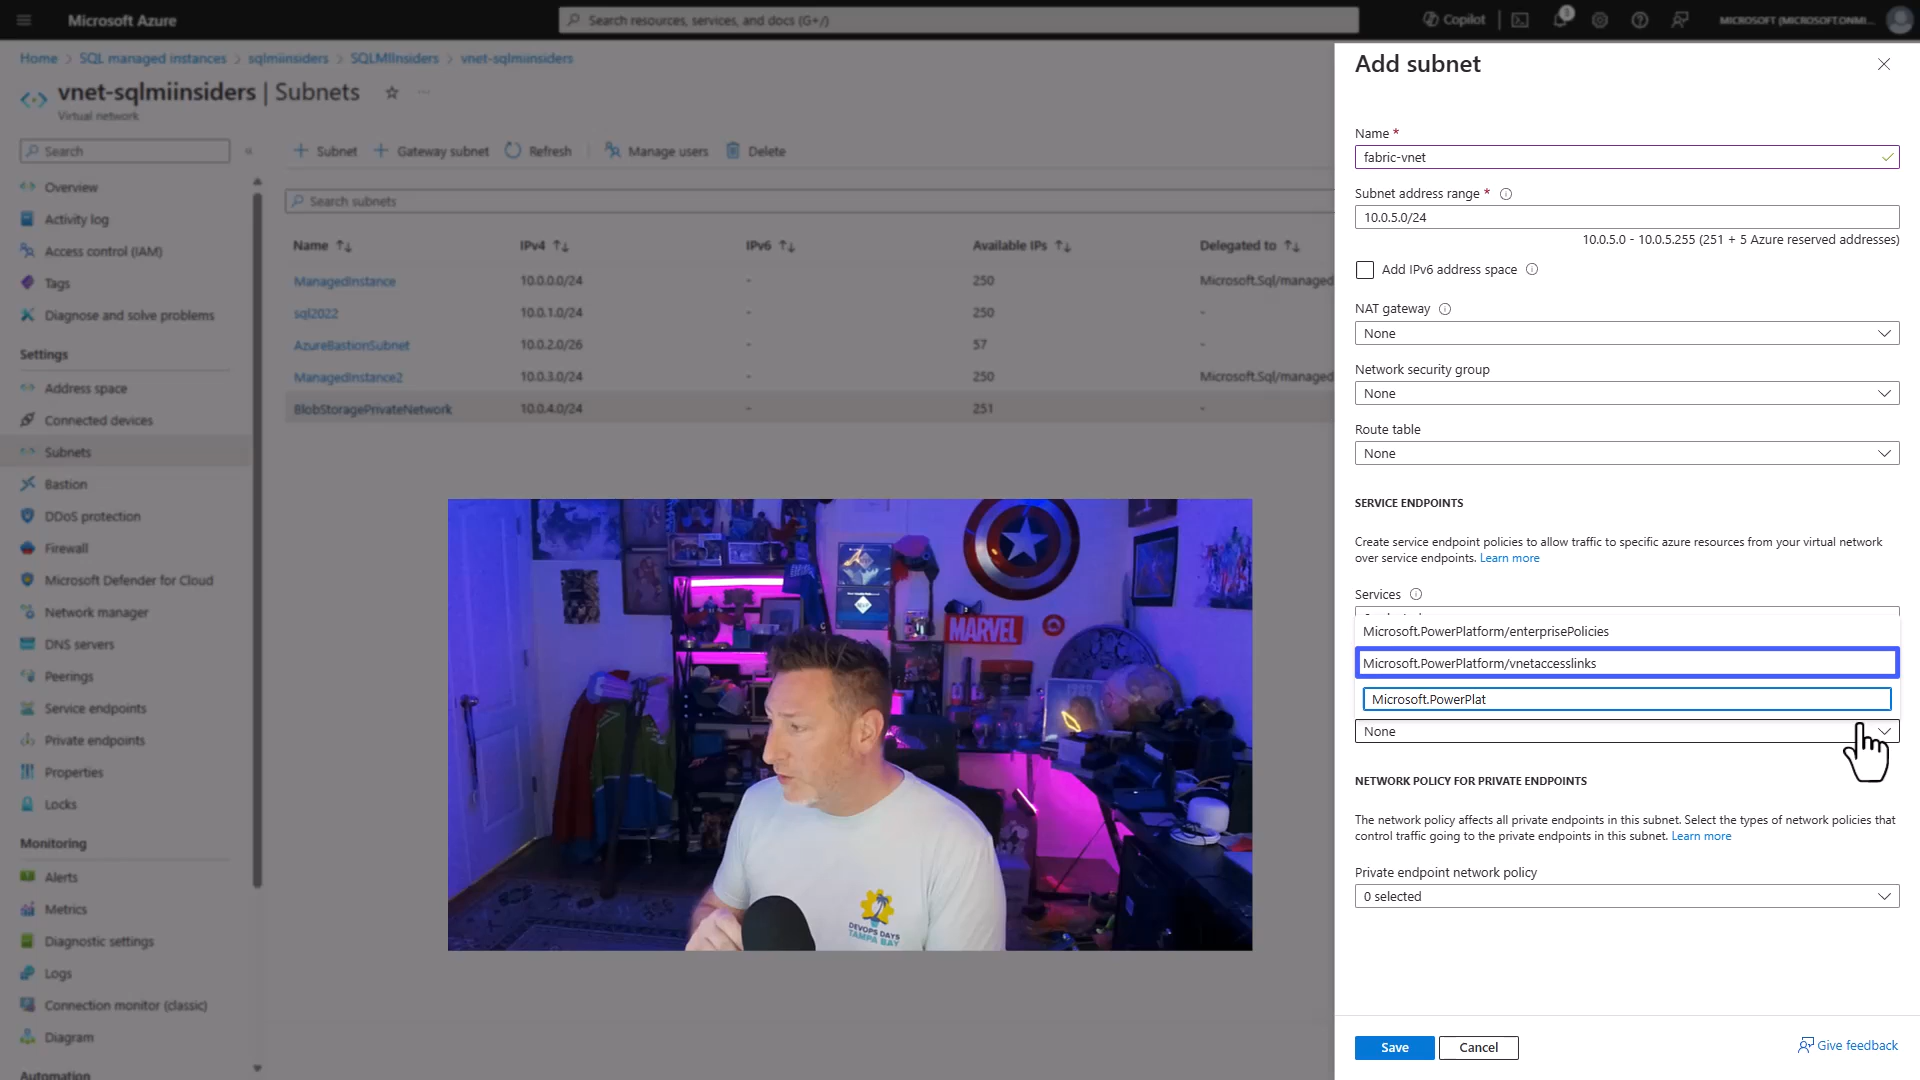 Microsoft Azure
Search resources, services, and docs (G+/)
Copilot
MICROSOFT (MICROSOFT.ONMI...
Home > SQL managed instances > sqlmiinsiders > SQLMIInsiders > vnet-sqlmiinsiders
vnet-sqlmiinsiders | Subnets
Virtual network
Search
Overview
Activity log
Access control (IAM)
Tags
Diagnose and solve problems
Settings
Address space
Connected devices
Subnets
Bastion
DDoS protection
Firewall
Microsoft Defender for Cloud
Network manager
DNS servers
Peerings
Service endpoints
Private endpoints
Properties
Locks
Monitoring
Alerts
Metrics
Diagnostic settings
Logs
Connection monitor (classic)
Diagram
Automation
Subnet
Gateway subnet
Refresh
Manage users
Delete
Search subnets
Name IPv4 IPv6 Available IPs Delegated to
ManagedInstance 10.0.0.0/24 - 250 Microsoft.Sql/managed
sql2022 10.0.1.0/24 - 250 -
AzureBastionSubnet 10.0.2.0/26 - 57 -
ManagedInstance2 10.0.3.0/24 - 250 Microsoft.Sql/managed
BlobStoragePrivateNetwork 10.0.4.0/24 - 251 -
MARVEL
DEVOPS DAYS
TAMPA BAY
Add subnet
Name *
fabric-vnet
Subnet address range *
10.0.5.0/24
10.0.5.0 - 10.0.5.255 (251 + 5 Azure reserved addresses)
Add IPv6 address space
NAT gateway
None
Network security group
None
Route table
None
SERVICE ENDPOINTS
Create service endpoint policies to allow traffic to specific azure resources from your virtual network
over service endpoints. Learn more
Services
Microsoft.PowerPlatform/enterprisePolicies
Microsoft.PowerPlatform/vnetaccesslinks
Microsoft.PowerPlat
None
NETWORK POLICY FOR PRIVATE ENDPOINTS
The network policy affects all private endpoints in this subnet. Select the types of network policies that
control traffic going to the private endpoints in this subnet. Learn more
Private endpoint network policy
0 selected
Save
Cancel
Give feedback